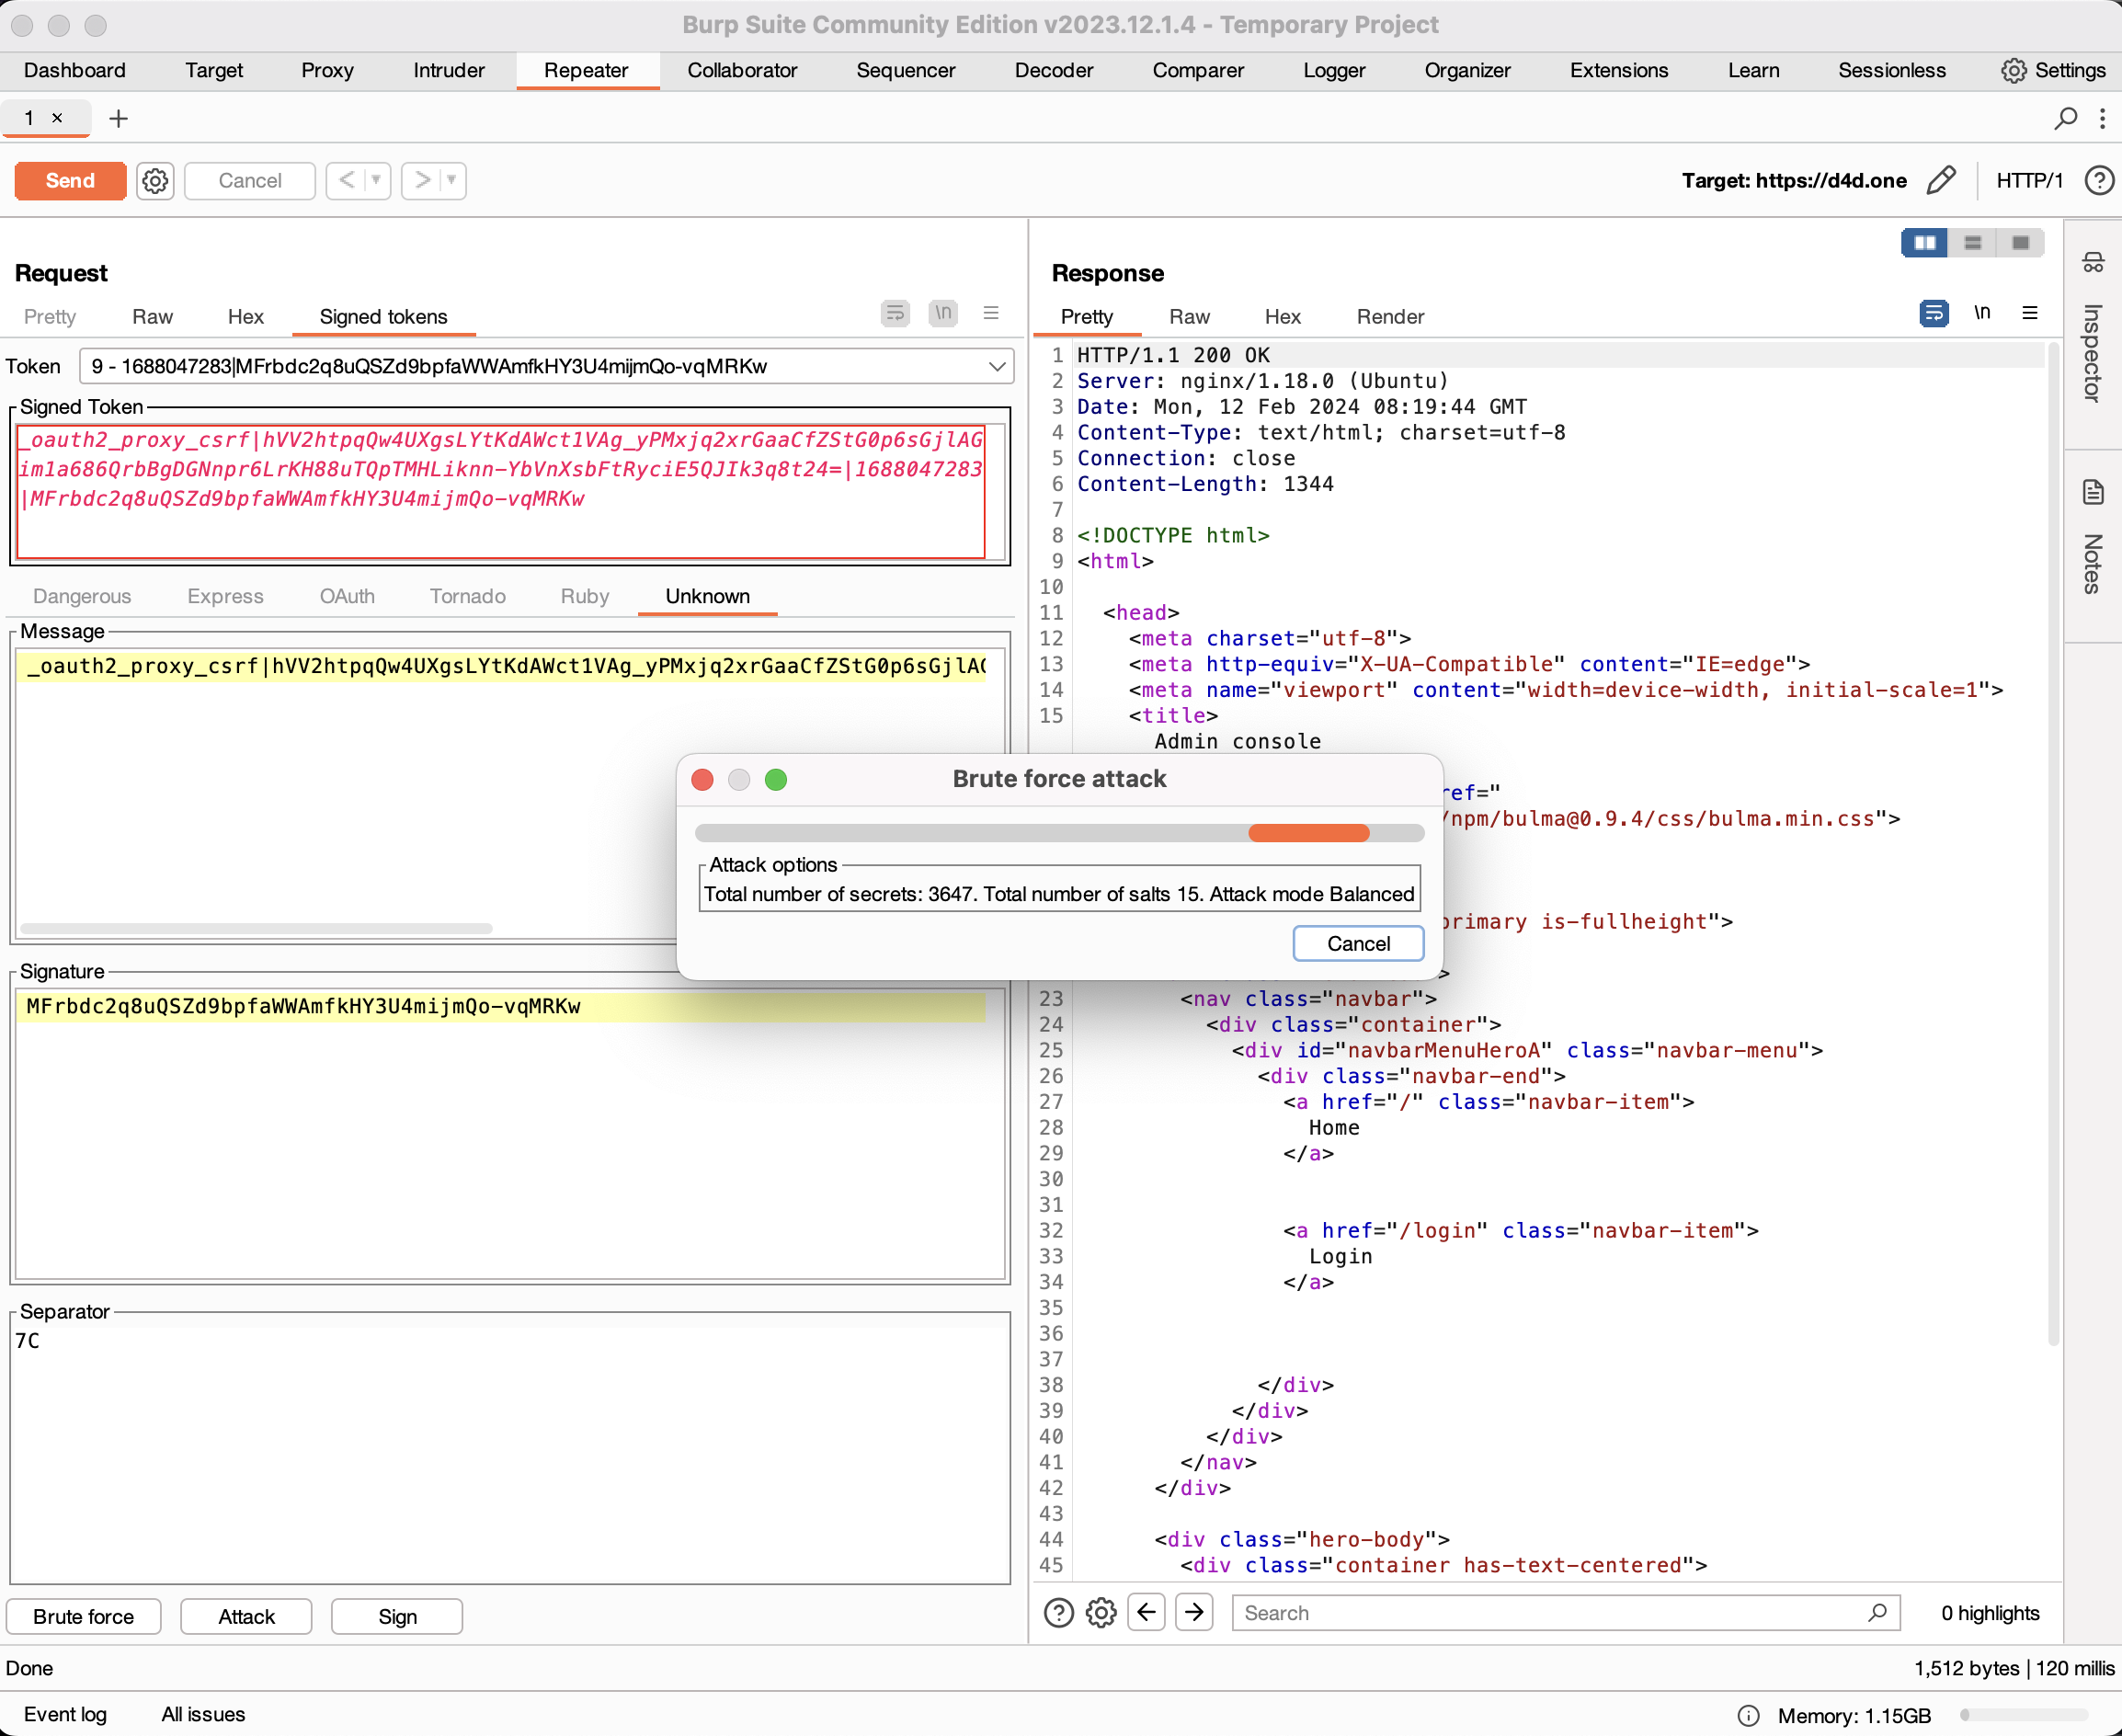 Burp Suite Community Edition v2023.12.1.4 - Temporary Project
Dashboard Target Proxy Intruder Repeater Collaborator Sequencer Decoder Comparer Logger Organizer Extensions Learn Sessionless Settings
1 × +
Send Cancel < >
Target: https://d4d.one HTTP/1 ?
Request
Pretty Raw Hex Signed tokens \n
Token 9 - 1688047283|MFrbdc2q8uQSZd9bpfaWWAmfkHY3U4mijmQo-vqMRKw
Signed Token
_oauth2_proxy_csrf|hVV2htpqQw4UXgsLYtKdAWct1VAg_yPMxjq2xrGaaCfZStG0p6sGjlAG
im1a686QrbBgDGNnpr6LrKH88uTQpTMHLiknn-YbVnXsbFtRyciE5QJIk3q8t24=|1688047283
|MFrbdc2q8uQSZd9bpfaWWAmfkHY3U4mijmQo-vqMRKw
Dangerous Express OAuth Tornado Ruby Unknown
Message
_oauth2_proxy_csrf|hVV2htpqQw4UXgsLYtKdAWct1VAg_yPMxjq2xrGaaCfZStG0p6sGjlA
Signature
MFrbdc2q8uQSZd9bpfaWWAmfkHY3U4mijmQo-vqMRKw
Separator
7C
Brute force Attack Sign
Response
Pretty Raw Hex Render \n
1 HTTP/1.1 200 OK
2 Server: nginx/1.18.0 (Ubuntu)
3 Date: Mon, 12 Feb 2024 08:19:44 GMT
4 Content-Type: text/html; charset=utf-8
5 Connection: close
6 Content-Length: 1344
7
8 <!DOCTYPE html>
9 <html>
10
11 <head>
12 <meta charset="utf-8">
13 <meta http-equiv="X-UA-Compatible" content="IE=edge">
14 <meta name="viewport" content="width=device-width, initial-scale=1">
15 <title>
Admin console
ref="
/npm/bulma@0.9.4/css/bulma.min.css">
primary is-fullheight">
>
23 <nav class="navbar">
24 <div class="container">
25 <div id="navbarMenuHeroA" class="navbar-menu">
26 <div class="navbar-end">
27 <a href="/" class="navbar-item">
28 Home
29 </a>
30
31
32 <a href="/login" class="navbar-item">
33 Login
34 </a>
35
36
37
38 </div>
39 </div>
40 </div>
41 </nav>
42 </div>
43
44 <div class="hero-body">
45 <div class="container has-text-centered">
Search 0 highlights
Brute force attack
Attack options
Total number of secrets: 3647. Total number of salts 15. Attack mode Balanced
Cancel
Inspector
Notes
Done 1,512 bytes | 120 millis
Event log All issues Memory: 1.15GB